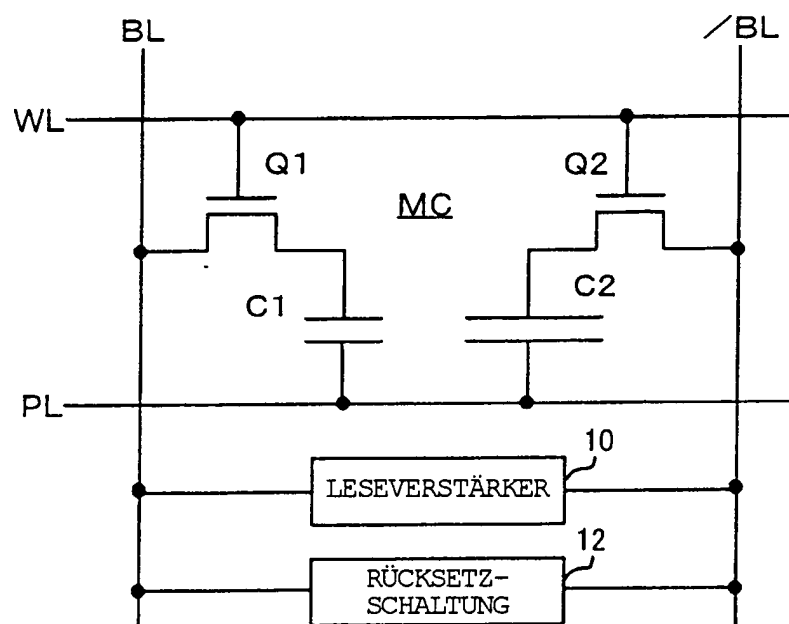 BL
/BL
WL
Q1
Q2
MC
C1
C2
PL
10
LESEVERSTÄRKER
12
RÜCKSETZ-
SCHALTUNG